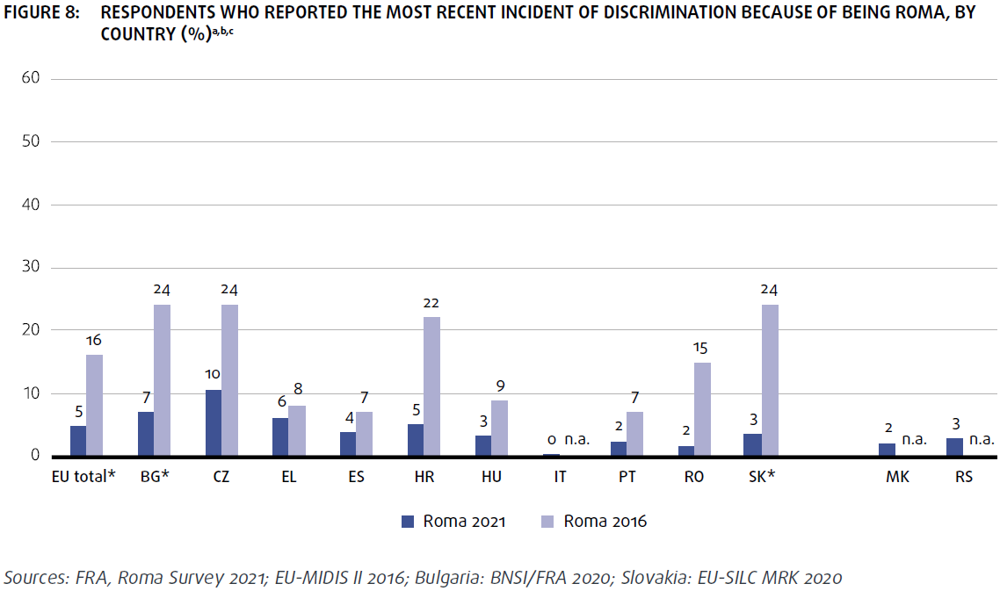 FIGURE 8: RESPONDENTS WHO REPORTED THE MOST RECENT INCIDENT OF DISCRIMINATION BECAUSE OF BEING ROMA, BY
COUNTRY (%)a,b,c
60
50
40
30
20
10
0
5 16
7 24
10 24
6 8
4 7
5 22
3 9
0 n.a.
2 7
2 15
3 24
2 n.a.
3 n.a.
EU total* BG* CZ EL ES HR HU IT PT RO SK* MK RS
Roma 2021 Roma 2016
Sources: FRA, Roma Survey 2021; EU-MIDIS II 2016; Bulgaria: BNSI/FRA 2020; Slovakia: EU-SILC MRK 2020